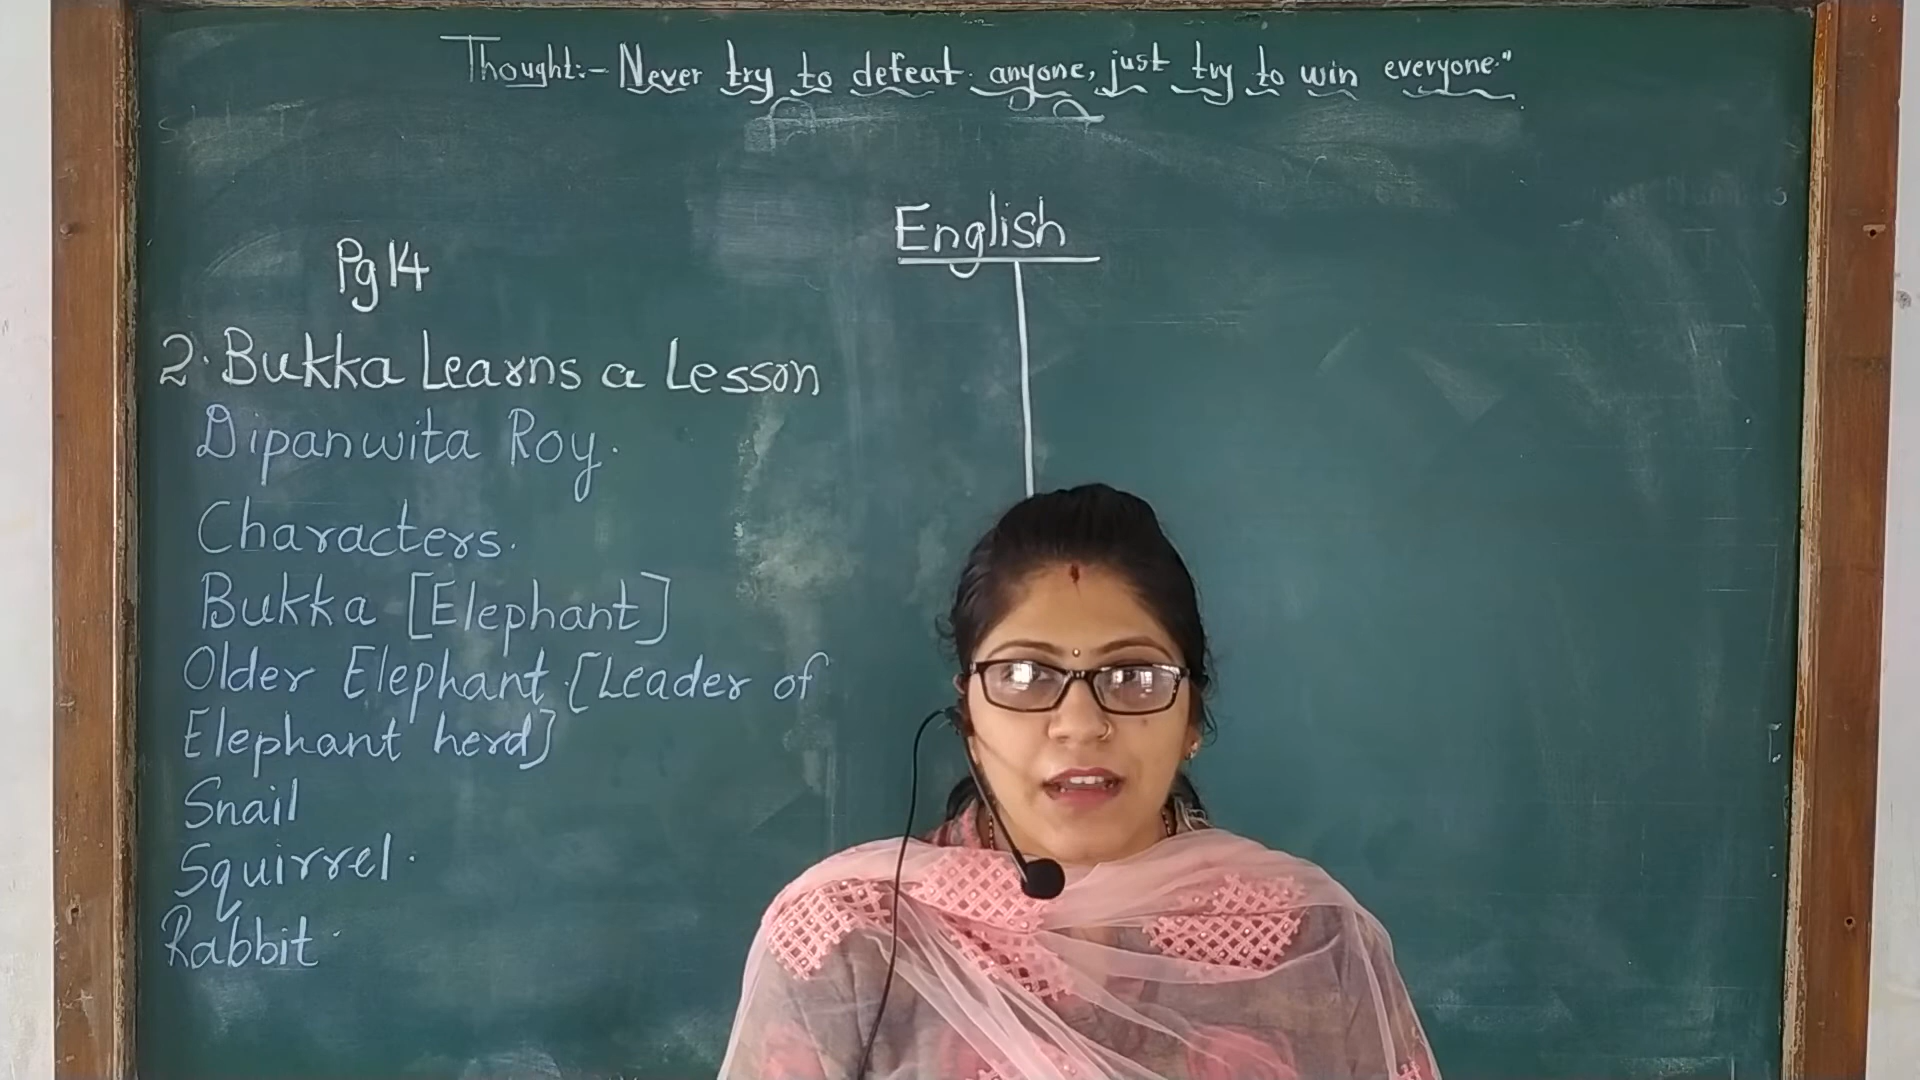 Thought:- Never try to defeat anyone, just try to win everyone."
English
Pg 14
2. Bukka Learns a Lesson
Dipanwita Roy.
Characters.
Bukka [Elephant]
Older Elephant [Leader of
Elephant herd]
Snail
Squirrel.
Rabbit